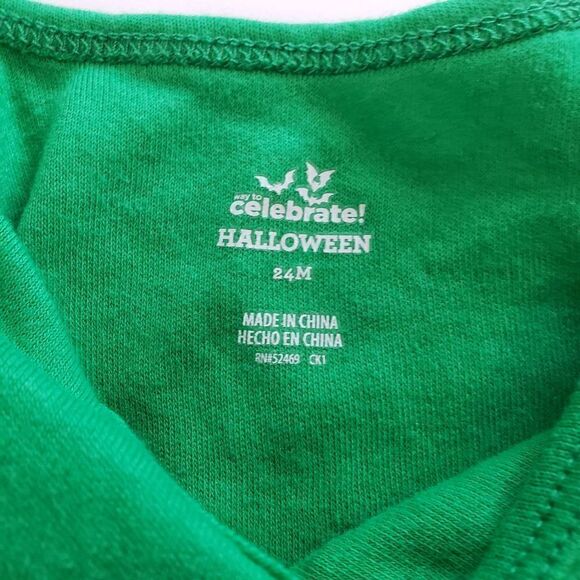 way to
celebrate!
HALLOWEEN
24M
MADE IN CHINA
HECHO EN CHINA
RN#52469 CK1